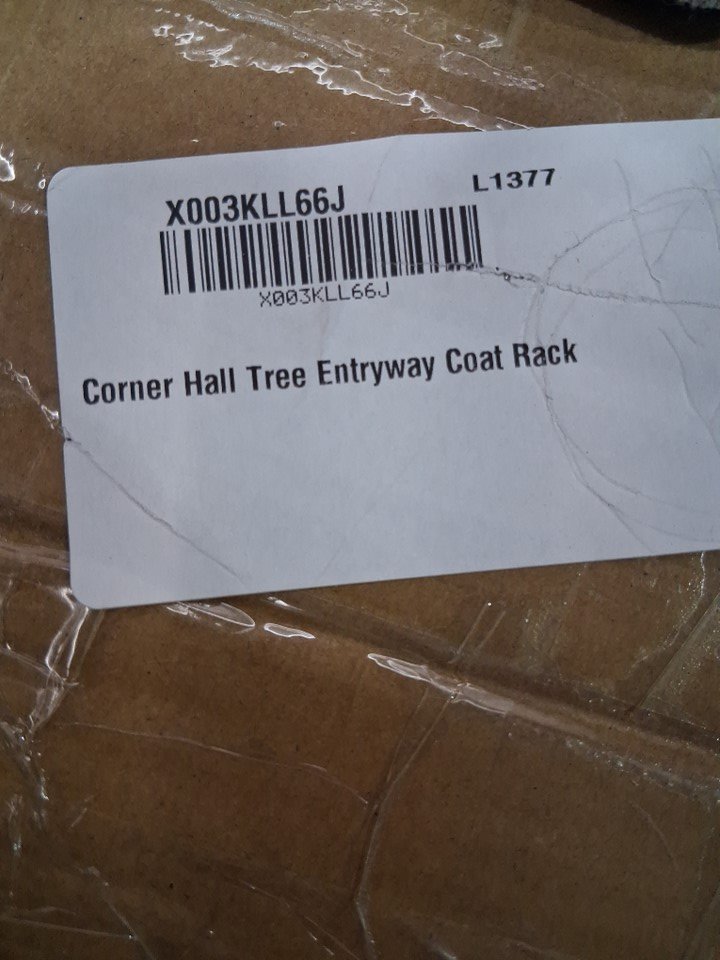 X003KLL66J L1377
X003KLL66J
Corner Hall Tree Entryway Coat Rack